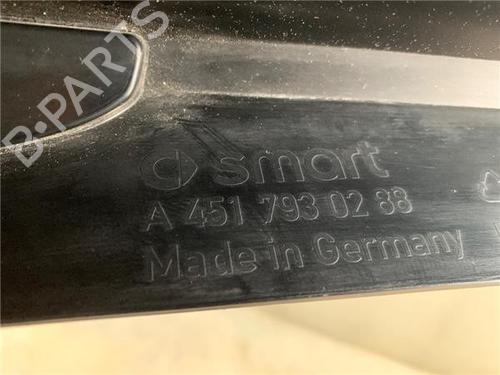 B-PARTS
smart
A 451 793 02 88
Made in Germany